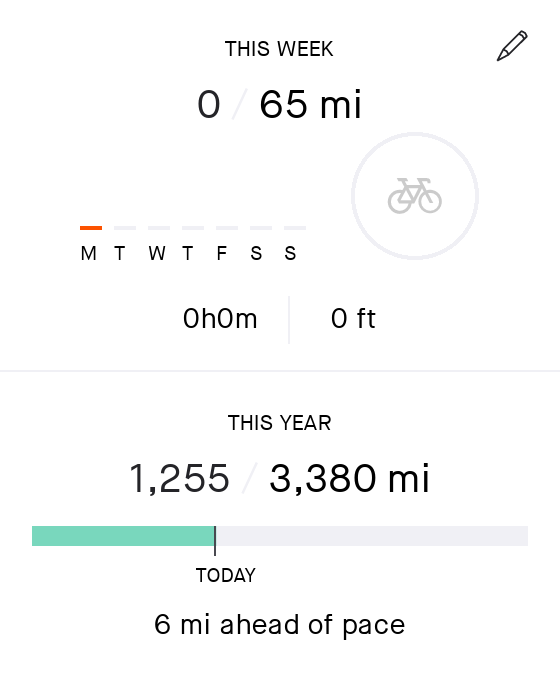 THIS WEEK
0 / 65 mi
M T W T F S S
0h0m 0 ft
THIS YEAR
1,255 / 3,380 mi
TODAY
6 mi ahead of pace